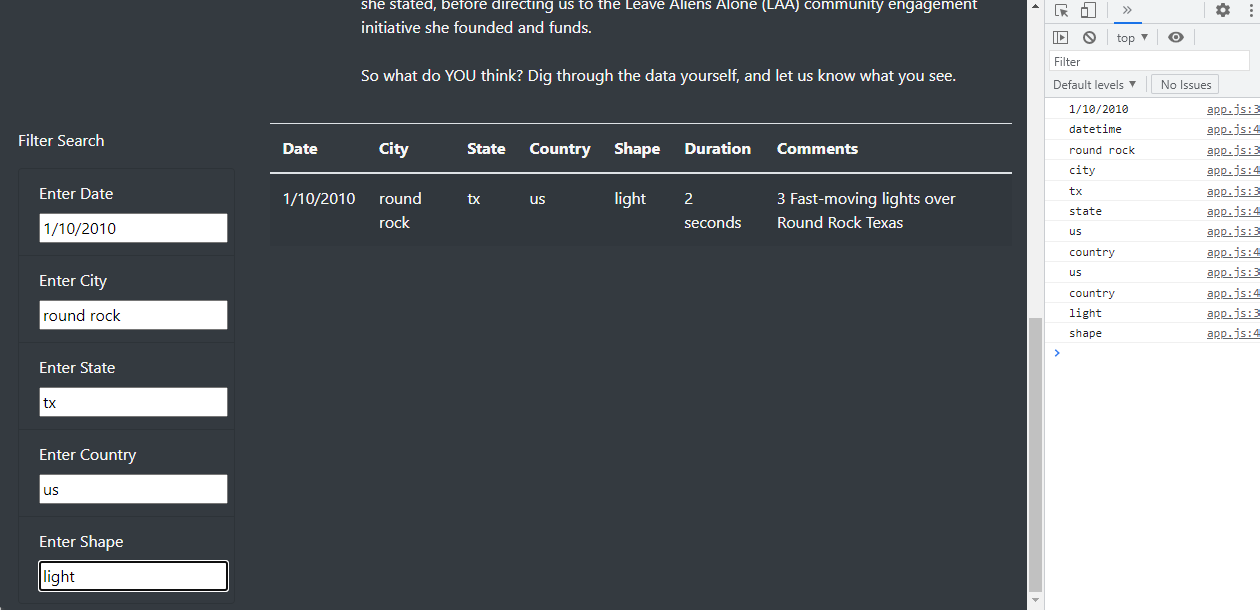 she stated, before directing us to the Leave Aliens Alone (LAA) community engagement
initiative she founded and funds.
So what do YOU think? Dig through the data yourself, and let us know what you see.
Filter Search
Enter Date
1/10/2010
Enter City
round rock
Enter State
tx
Enter Country
us
Enter Shape
light
Date City State Country Shape Duration Comments
1/10/2010 round tx us light 2 3 Fast-moving lights over
rock seconds Round Rock Texas
top
Filter
Default levels No Issues
1/10/2010 app.js:3
datetime app.js:4
round rock app.js:3
city app.js:4
tx app.js:3
state app.js:4
us app.js:3
country app.js:4
us app.js:3
country app.js:4
light app.js:3
shape app.js:4